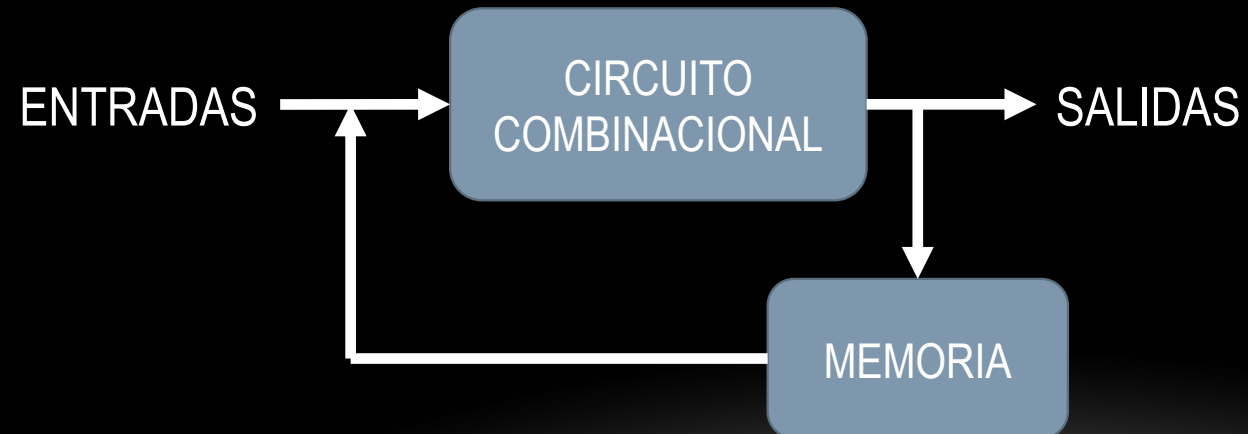 ENTRADAS
CIRCUITO
COMBINACIONAL
SALIDAS
MEMORIA